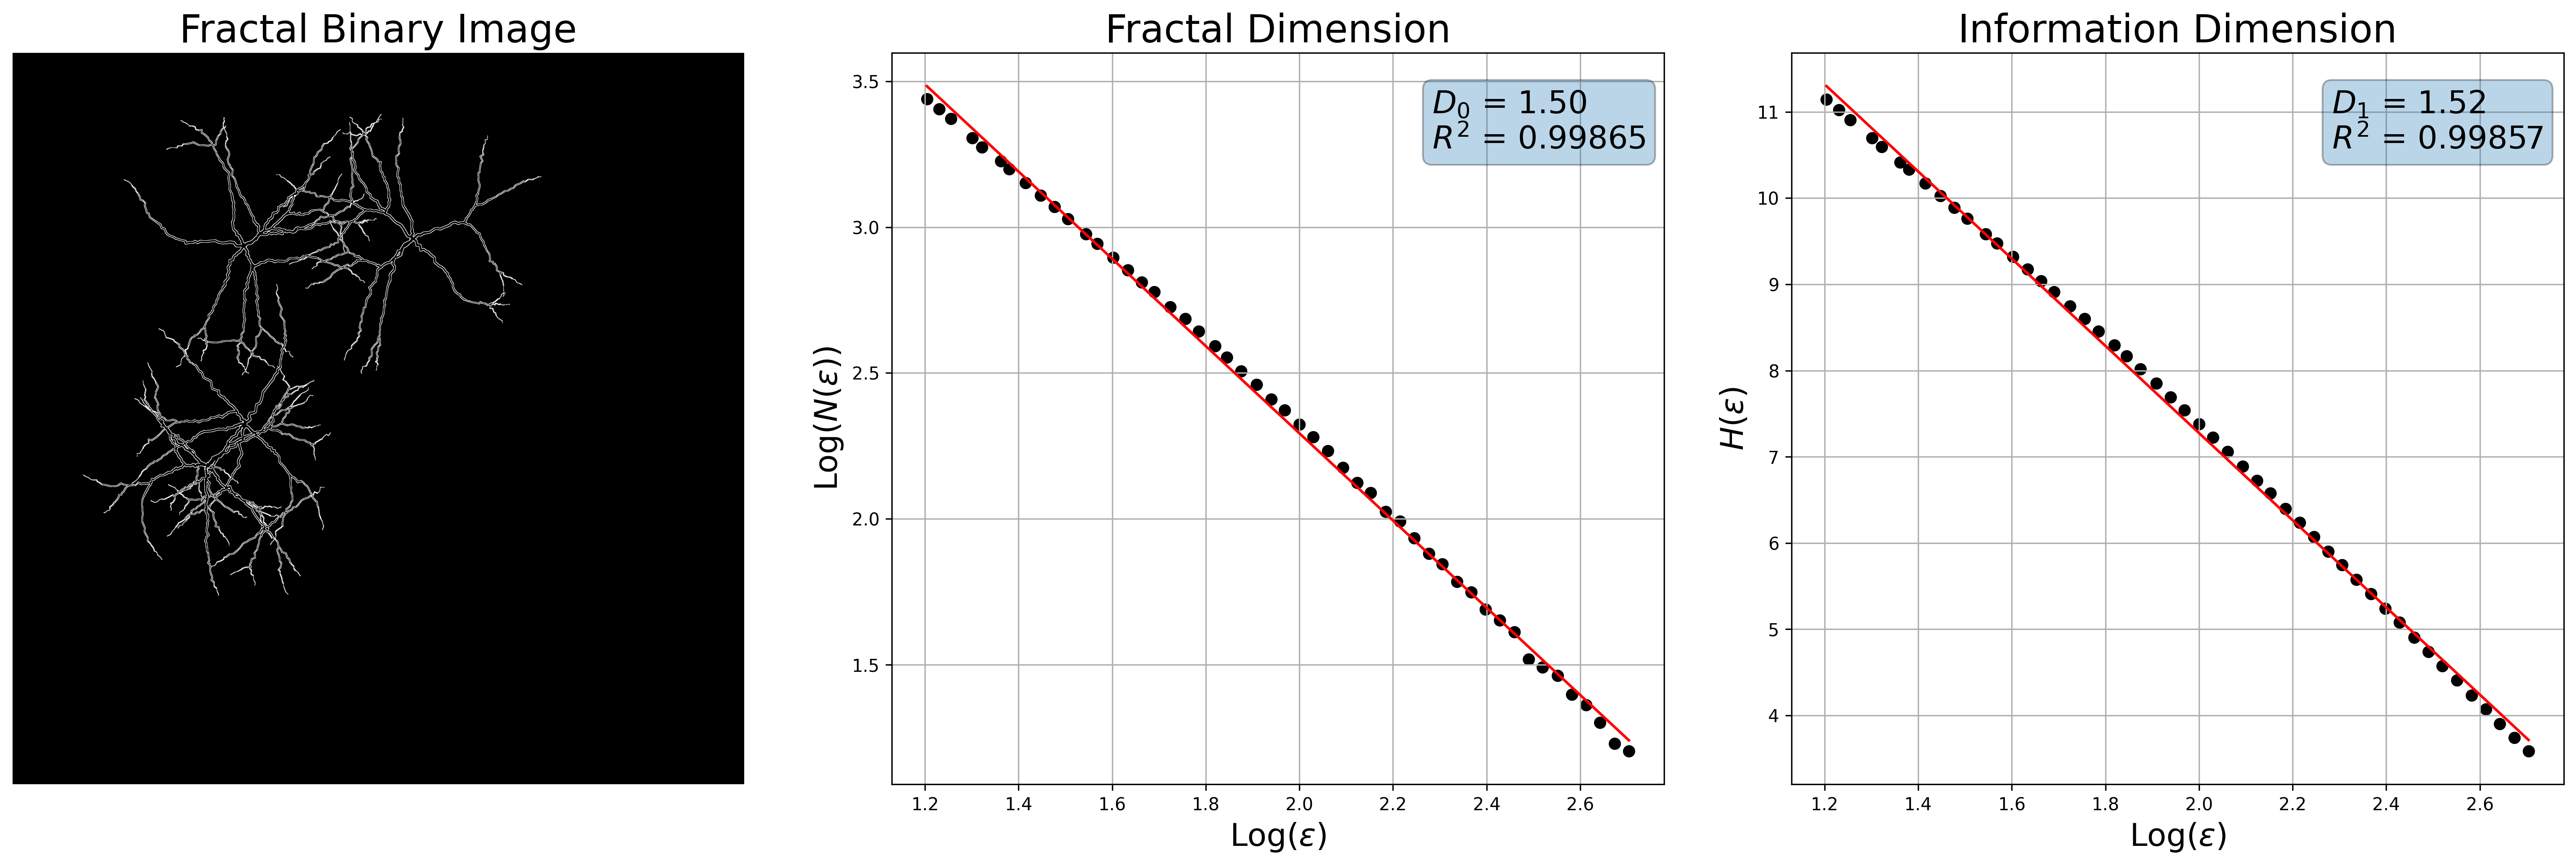 Fractal Binary Image
Fractal Dimension
D₀ = 1.50
R² = 0.99865
3.5
3.0
2.5
2.0
1.5
Log(N(ε))
1.2 1.4 1.6 1.8 2.0 2.2 2.4 2.6
Log(ε)
Information Dimension
D₁ = 1.52
R² = 0.99857
11
10
9
8
7
6
5
4
H(ε)
1.2 1.4 1.6 1.8 2.0 2.2 2.4 2.6
Log(ε)